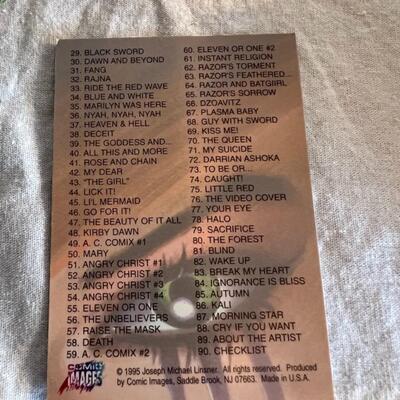 29. BLACK SWORD
30. DAWN AND BEYOND
31. FANG
32. RAJNA
33. RIDE THE RED WAVE
34. BLUE AND WHITE
35. MARILYN WAS HERE
36. NYAH, NYAH, NYAH
37. HEAVEN & HELL
38. DECEIT
39. THE GODDESS AND...
40. ALL THIS AND MORE
41. ROSE AND CHAIN
42. MY DEAR
43. "THE GIRL"
44. LICK IT!
45. LI'L MERMAID
46. GO FOR IT!
47. THE BEAUTY OF IT ALL
48. KIRBY DAWN
49. A. C. COMIX #1
50. MARY
51. ANGRY CHRIST #1
52. ANGRY CHRIST #2
53. ANGRY CHRIST #3
54. ANGRY CHRIST #4
55. ELEVEN OR ONE
56. THE UNBELIEVERS
57. RAISE THE MASK
58. DEATH
59. A. C. COMIX #2
60. ELEVEN OR ONE #2
61. INSTANT RELIGION
62. RAZOR'S TORMENT
63. RAZOR'S FEATHERED...
64. RAZOR AND BATGIRL
65. RAZOR'S SORROW
66. DZOAVITZ
67. PLASMA BABY
68. GUY WITH SWORD
69. KISS ME!
70. THE QUEEN
71. MY SUICIDE
72. DARRIAN ASHOKA
73. TO BE OR...
74. CAUGHT!
75. LITTLE RED
76. THE VIDEO COVER
77. YOUR EYE
78. HALO
79. SACRIFICE
80. THE FOREST
81. BLIND
82. WAKE UP
83. BREAK MY HEART
84. IGNORANCE IS BLISS
85. AUTUMN
86. KALI
87. MORNING STAR
88. CRY IF YOU WANT
89. ABOUT THE ARTIST
90. CHECKLIST
COMIC IMAGES
© 1995 Joseph Michael Linsner. All rights reserved. Produced
by Comic Images, Saddle Brook, NJ 07663. Made in U.S.A.